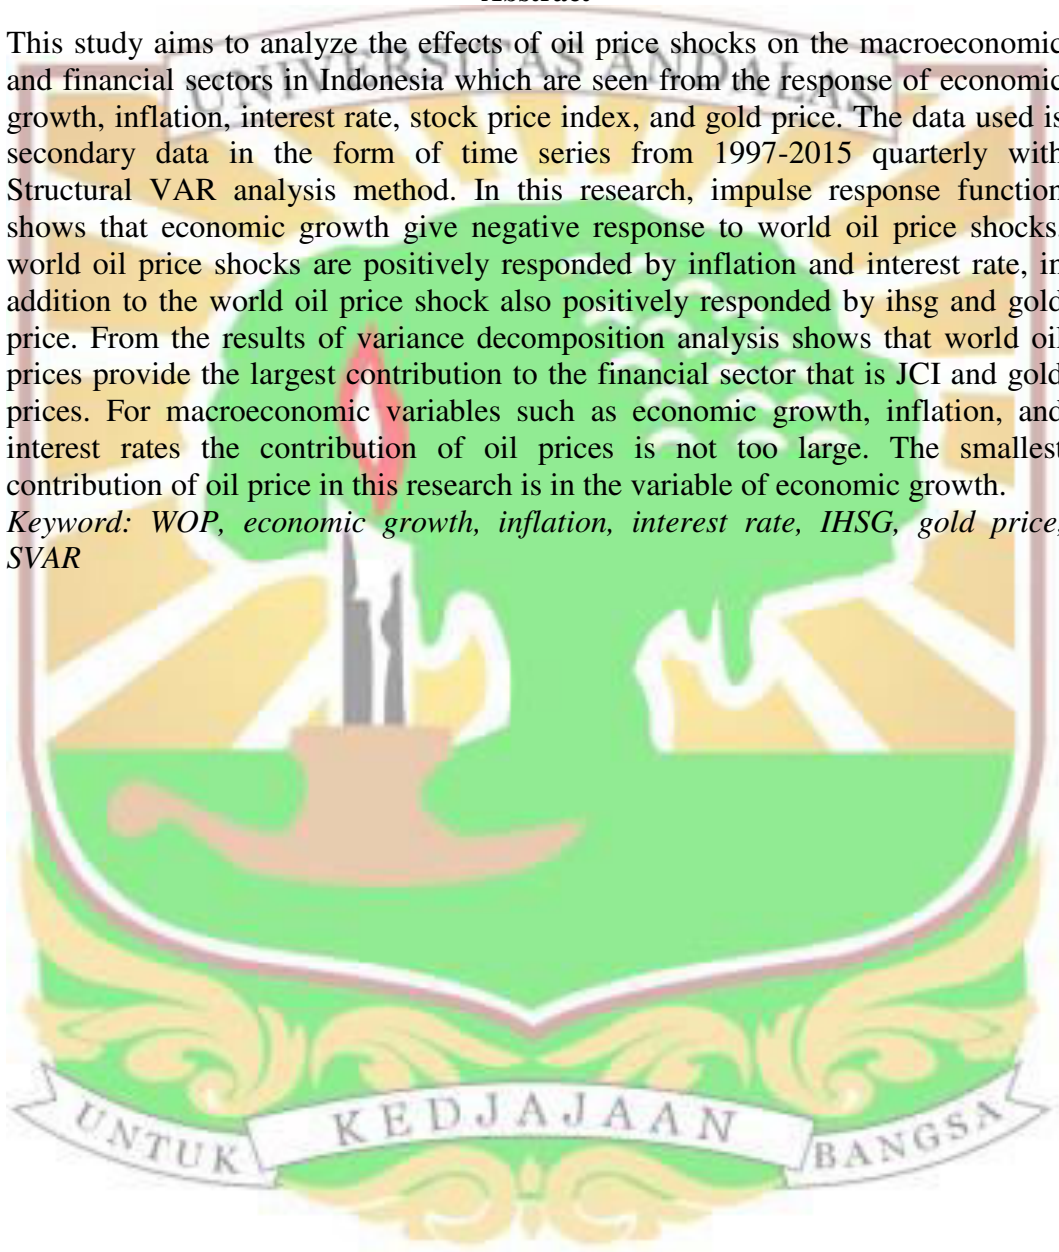 Abstract
This study aims to analyze the effects of oil price shocks on the macroeconomic
and financial sectors in Indonesia which are seen from the response of economic
growth, inflation, interest rate, stock price index, and gold price. The data used is
secondary data in the form of time series from 1997-2015 quarterly with
Structural VAR analysis method. In this research, impulse response function
shows that economic growth give negative response to world oil price shocks,
world oil price shocks are positively responded by inflation and interest rate, in
addition to the world oil price shock also positively responded by ihsg and gold
price. From the results of variance decomposition analysis shows that world oil
prices provide the largest contribution to the financial sector that is JCI and gold
prices. For macroeconomic variables such as economic growth, inflation, and
interest rates the contribution of oil prices is not too large. The smallest
contribution of oil price in this research is in the variable of economic growth.
Keyword: WOP, economic growth, inflation, interest rate, IHSG, gold price,
SVAR
UNIVERSITAS ANDALAS
UNTUK KEDJAJAAN BANGSA